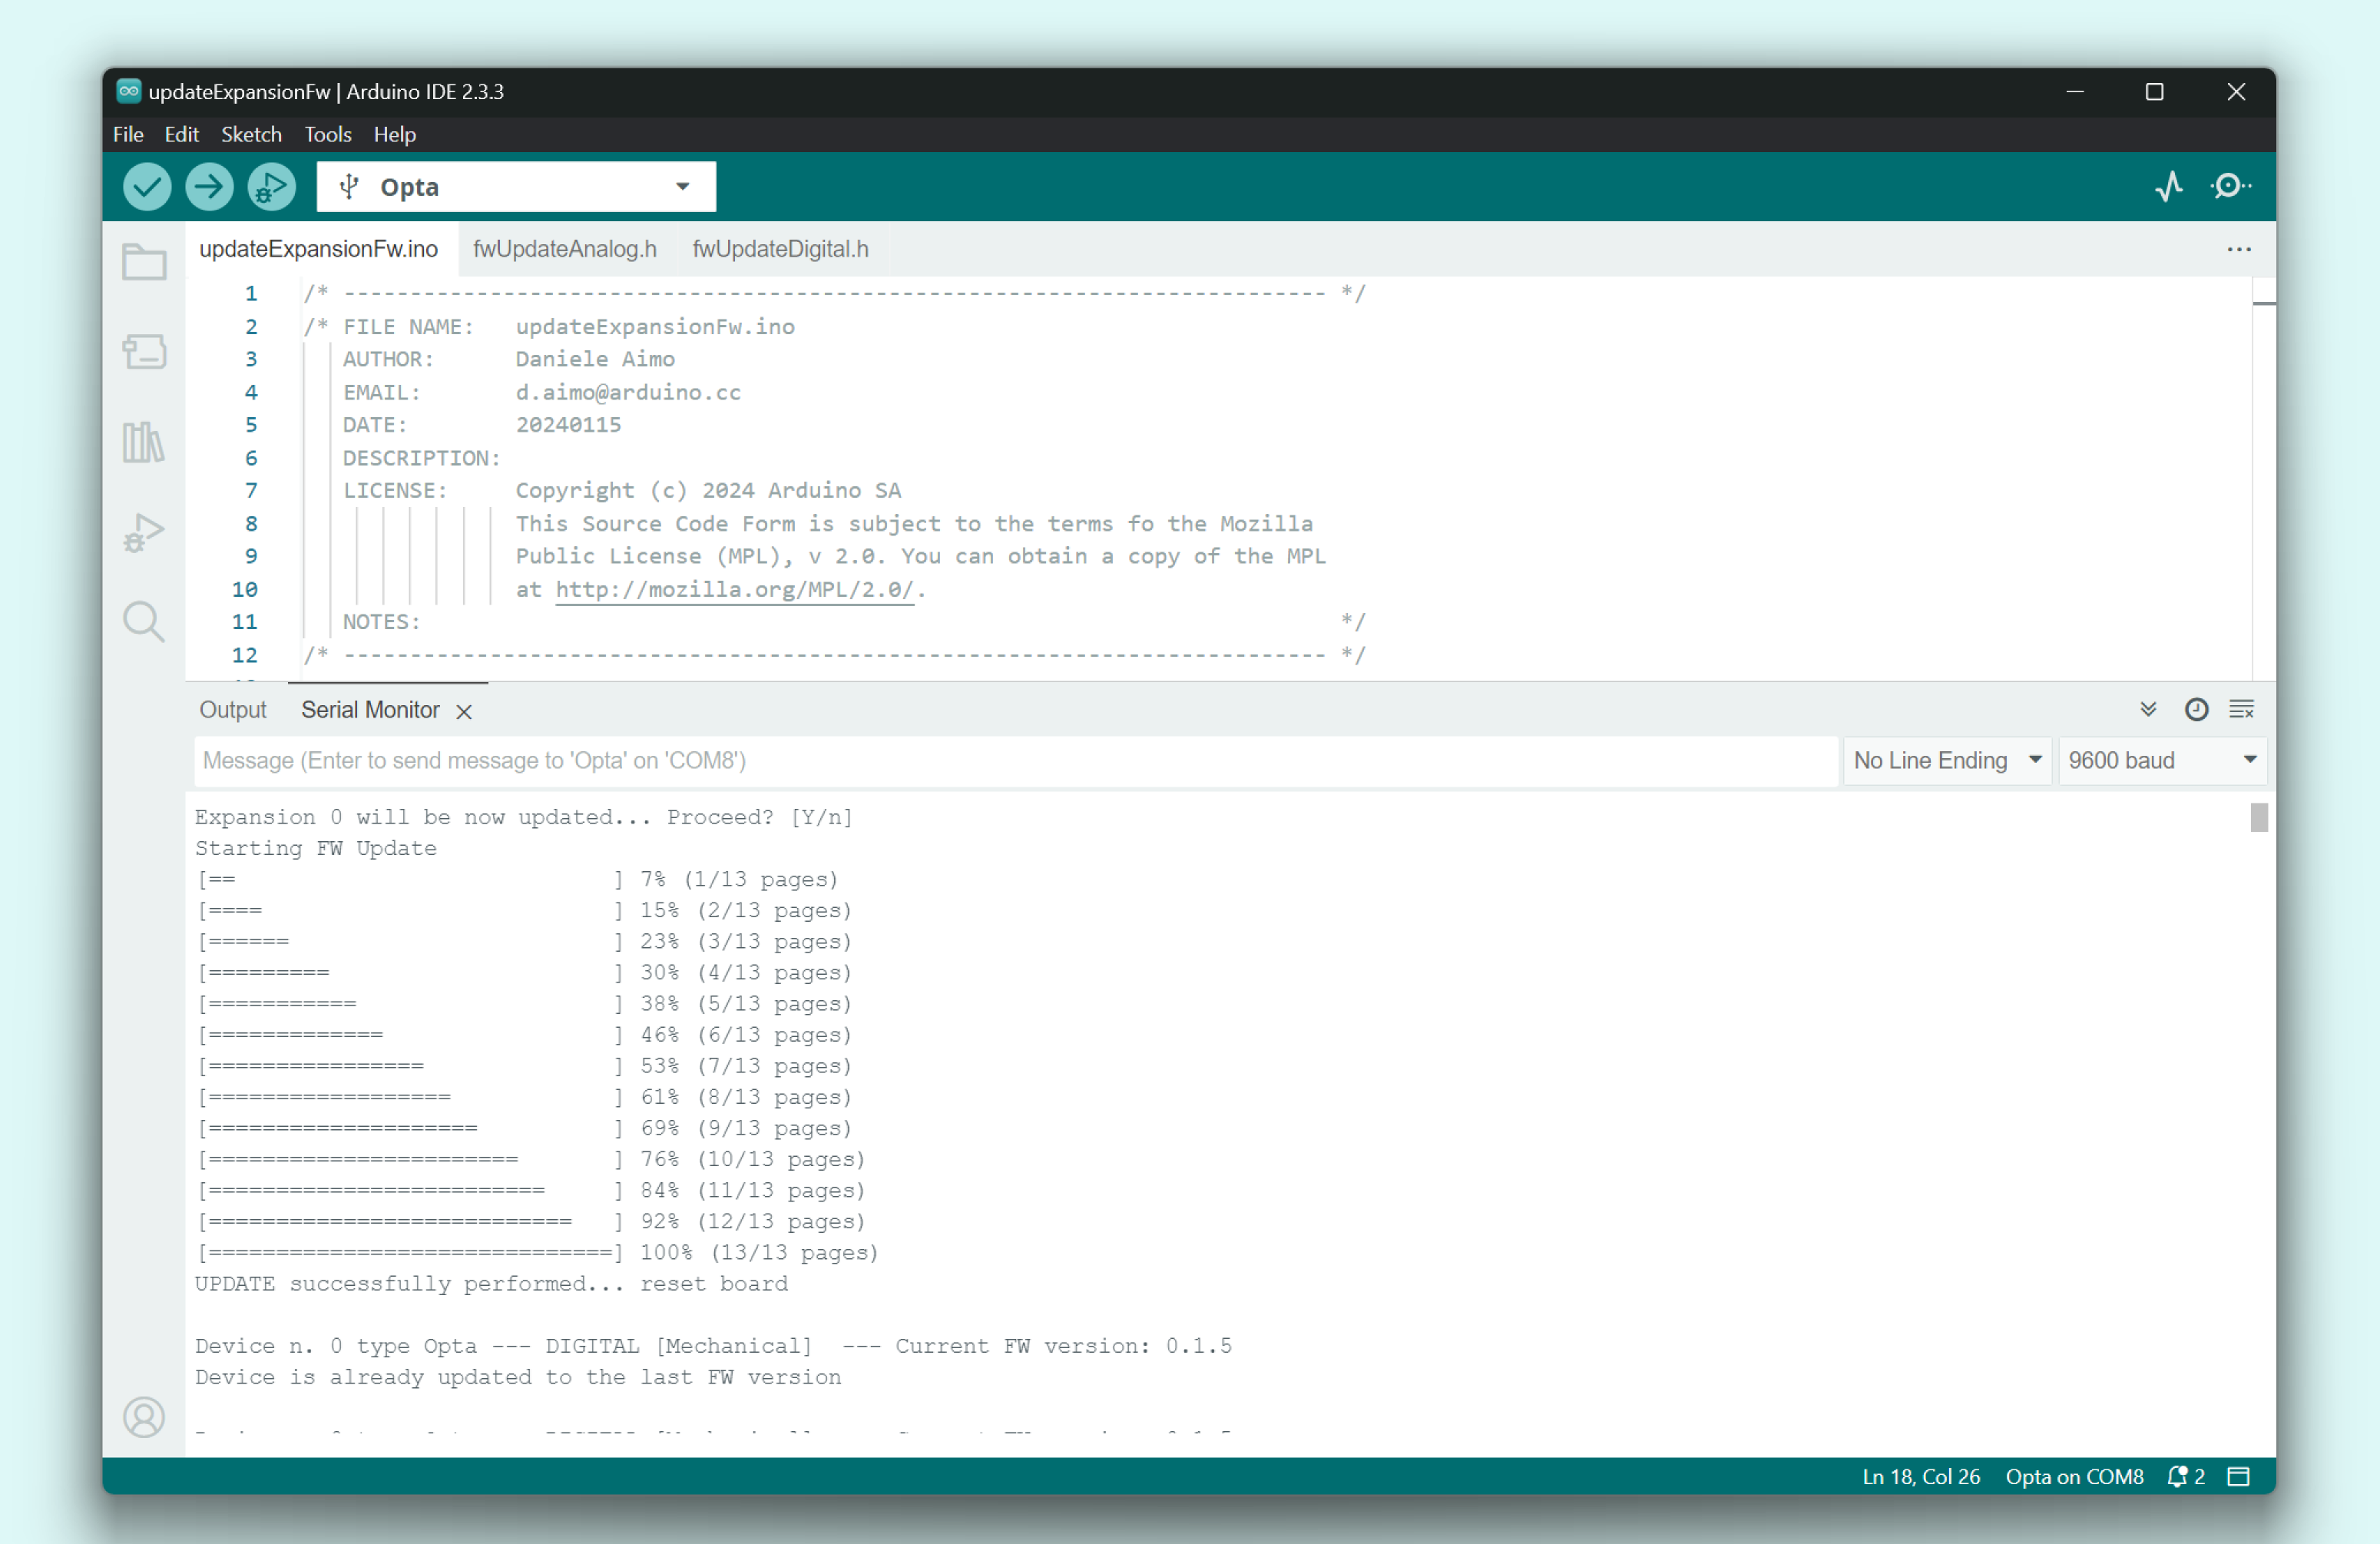 updateExpansionFw | Arduino IDE 2.3.3
File Edit Sketch Tools Help
Opta
updateExpansionFw.ino fwUpdateAnalog.h fwUpdateDigital.h
1 /* -------------------------------------------------------------------------- */
2 /* FILE NAME: updateExpansionFw.ino
3 AUTHOR: Daniele Aimo
4 EMAIL: d.aimo@arduino.cc
5 DATE: 20240115
6 DESCRIPTION:
7 LICENSE: Copyright (c) 2024 Arduino SA
8 This Source Code Form is subject to the terms fo the Mozilla
9 Public License (MPL), v 2.0. You can obtain a copy of the MPL
10 at http://mozilla.org/MPL/2.0/.
11 NOTES: */
12 /* -------------------------------------------------------------------------- */
Output Serial Monitor
Message (Enter to send message to 'Opta' on 'COM8') No Line Ending 9600 baud
Expansion 0 will be now updated... Proceed? [Y/n]
Starting FW Update
[==                            ] 7% (1/13 pages)
[====                          ] 15% (2/13 pages)
[======                        ] 23% (3/13 pages)
[=========                     ] 30% (4/13 pages)
[===========                   ] 38% (5/13 pages)
[=============                 ] 46% (6/13 pages)
[================              ] 53% (7/13 pages)
[==================            ] 61% (8/13 pages)
[====================          ] 69% (9/13 pages)
[=======================       ] 76% (10/13 pages)
[=========================     ] 84% (11/13 pages)
[===========================   ] 92% (12/13 pages)
[==============================] 100% (13/13 pages)
UPDATE successfully performed... reset board
Device n. 0 type Opta --- DIGITAL [Mechanical]  --- Current FW version: 0.1.5
Device is already updated to the last FW version
Ln 18, Col 26 Opta on COM8 2